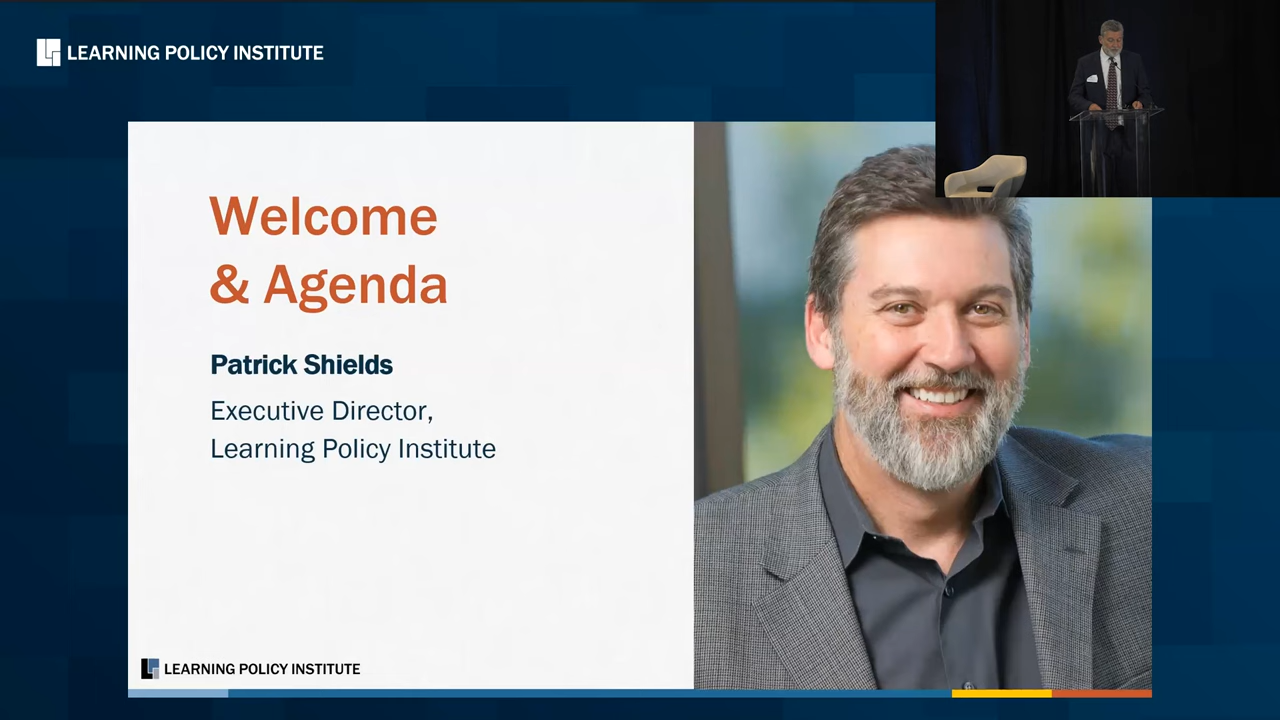 LEARNING POLICY INSTITUTE
Welcome
& Agenda
Patrick Shields
Executive Director,
Learning Policy Institute
LEARNING POLICY INSTITUTE